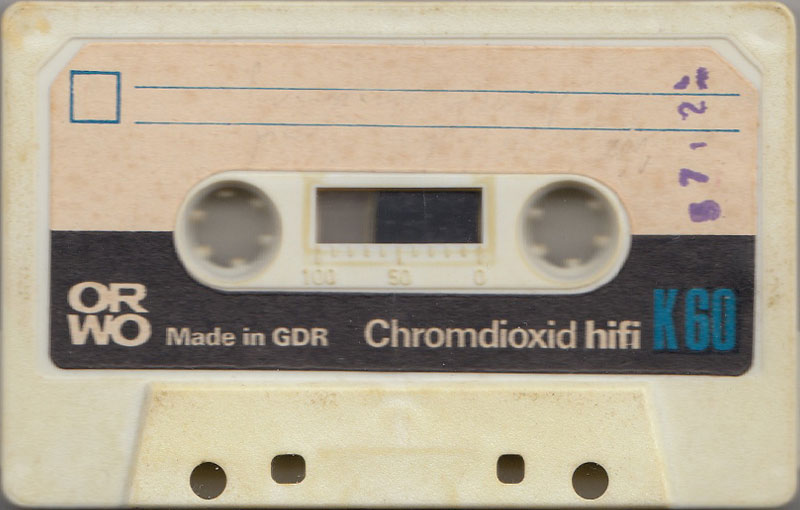 100 50 0
OR
WO Made in GDR Chromdioxid hifi K60